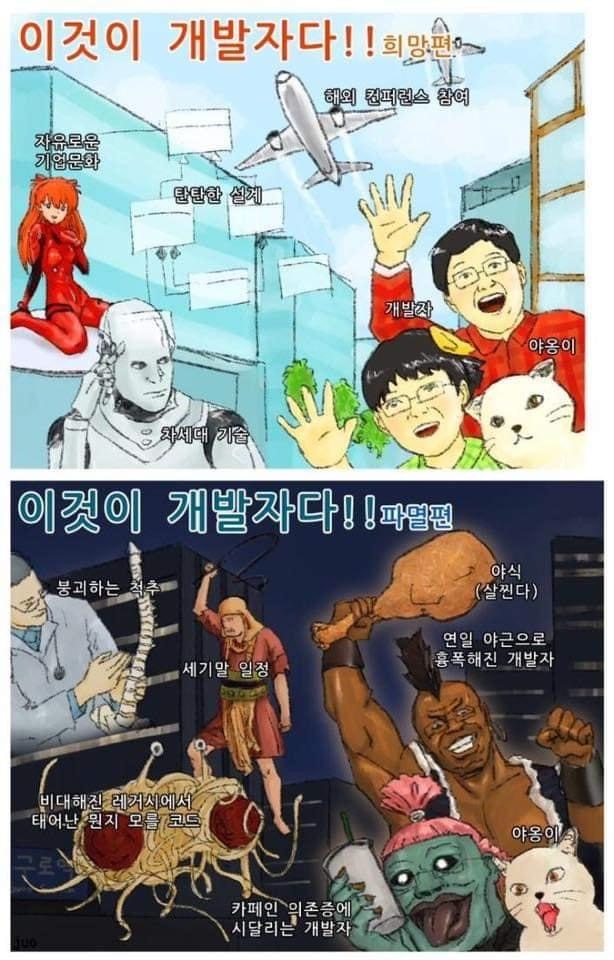 이것이 개발자다!! 희망편
해외 컨퍼런스 참여
자유로운
기업문화
탄탄한 설계
개발자
야옹이
차세대 기술
이것이 개발자다!! 파멸편
붕괴하는 척추
야식
(살찐다)
세기말 일정
연일 야근으로
흉폭해진 개발자
비대해진 레거시에서
태어난 뭔지 모를 코드
야옹이
구로역
카페인 의존증에
시달리는 개발자
juo